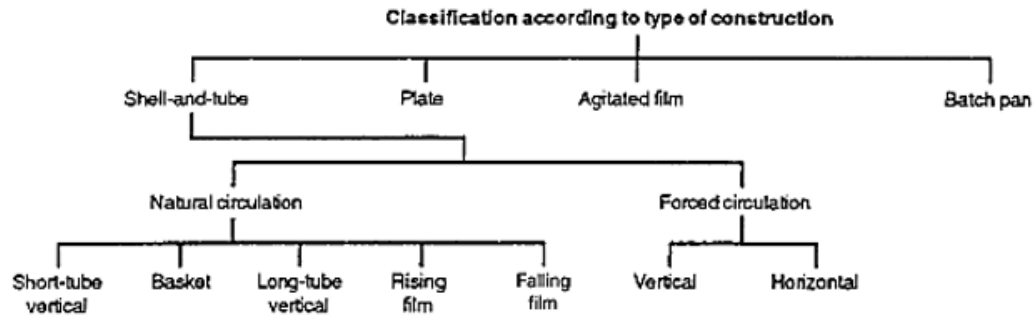 Classification according to type of construction
Shell-and-tube Plate Agitated film Batch pan
Natural circulation Forced circulation
Short-tube Basket Long-tube Rising Falling Vertical Horizontal
vertical vertical film film